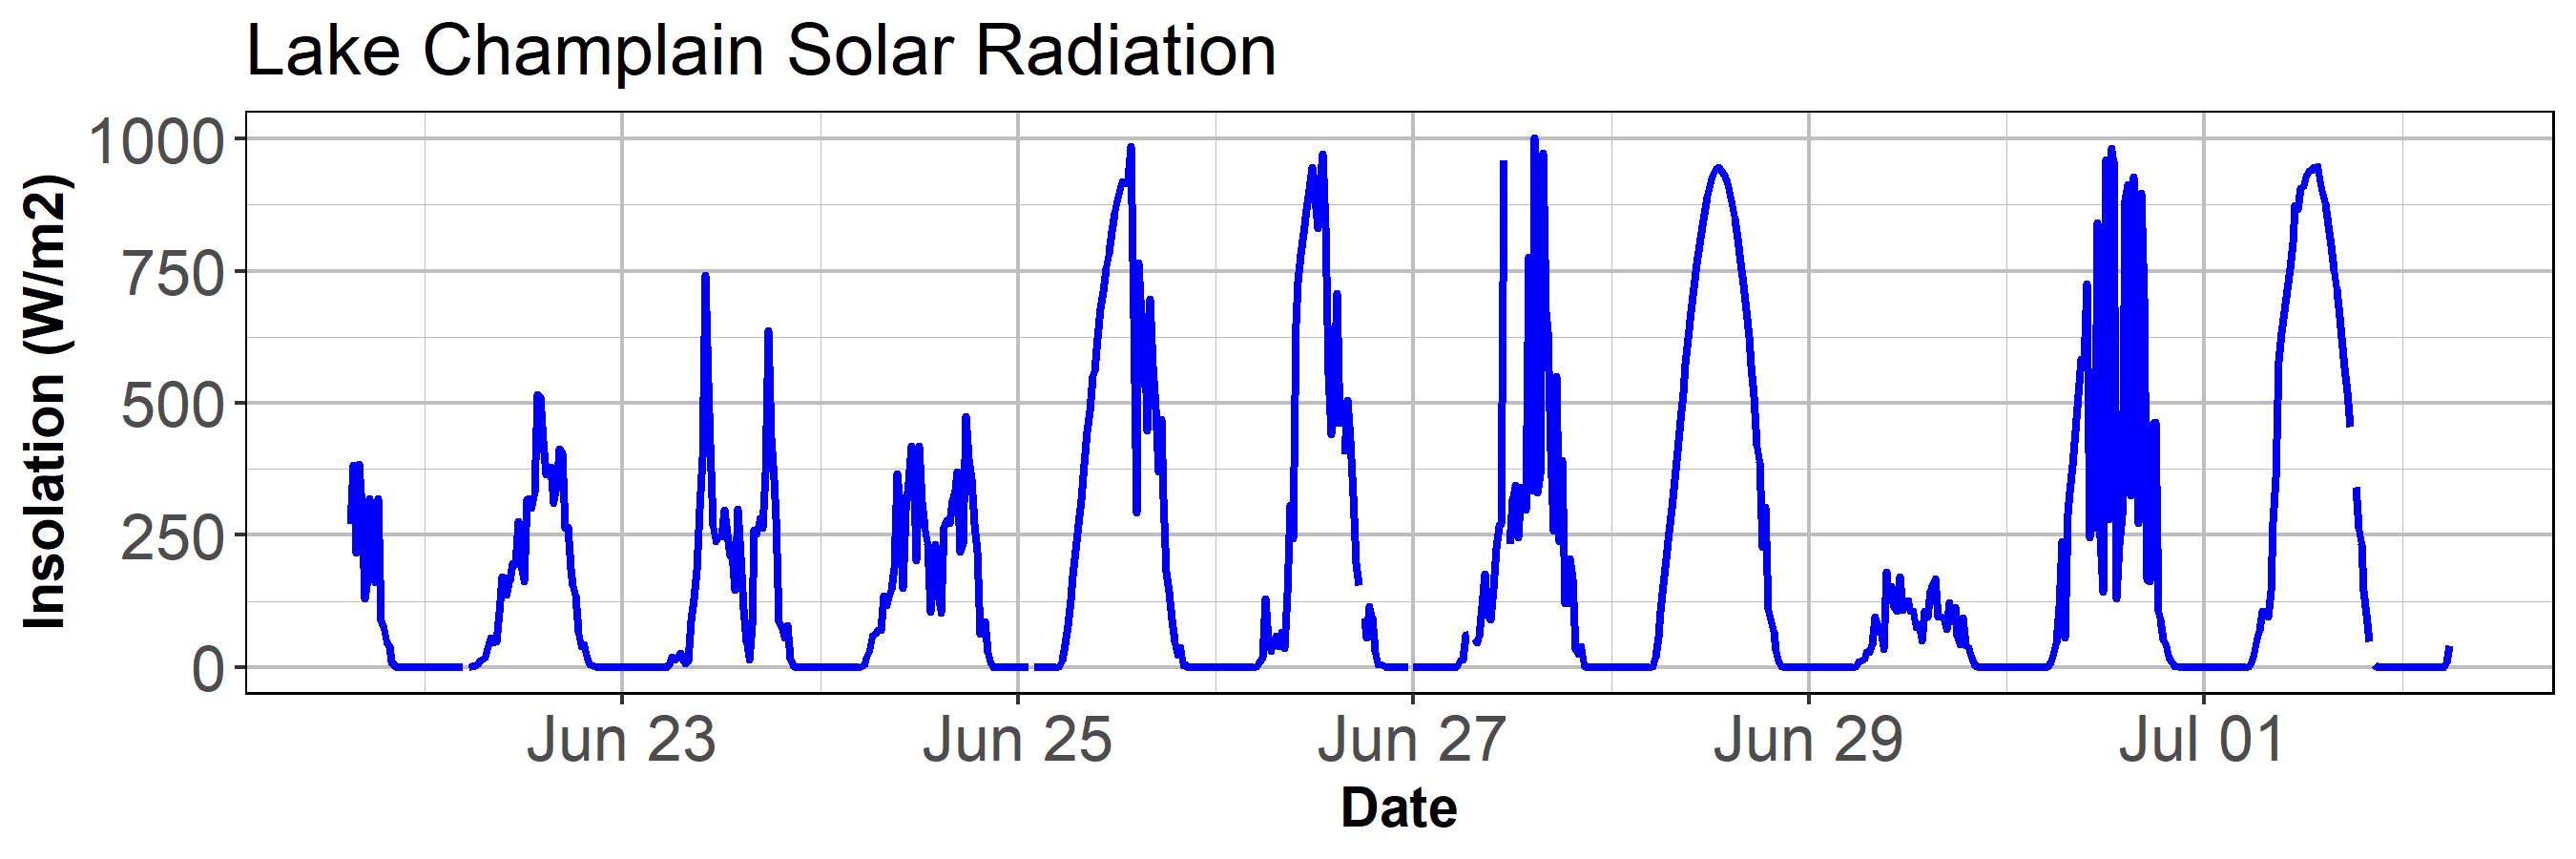 Lake Champlain Solar Radiation
Insolation (W/m2)
1000
750
500
250
0
Jun 23 Jun 25 Jun 27 Jun 29 Jul 01
Date